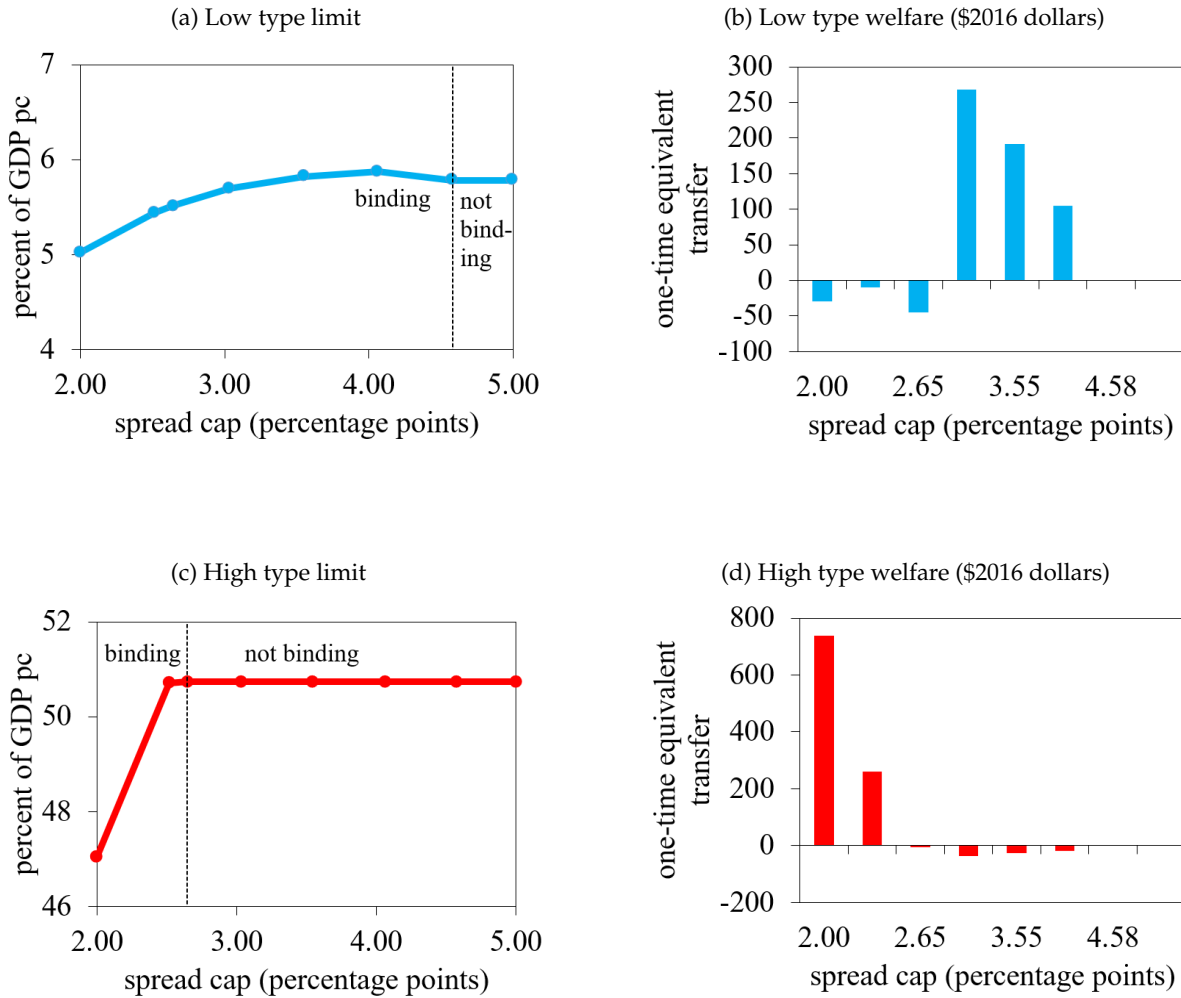 (a) Low type limit
percent of GDP pc
7
6
5
4
binding
not
bind-
ing
2.00 3.00 4.00 5.00
spread cap (percentage points)
(b) Low type welfare ($2016 dollars)
one-time equivalent
transfer
300
250
200
150
100
50
0
-50
-100
2.00 2.65 3.55 4.58
spread cap (percentage points)
(c) High type limit
percent of GDP pc
52
50
48
46
binding
not binding
2.00 3.00 4.00 5.00
spread cap (percentage points)
(d) High type welfare ($2016 dollars)
one-time equivalent
transfer
800
600
400
200
0
-200
2.00 2.65 3.55 4.58
spread cap (percentage points)